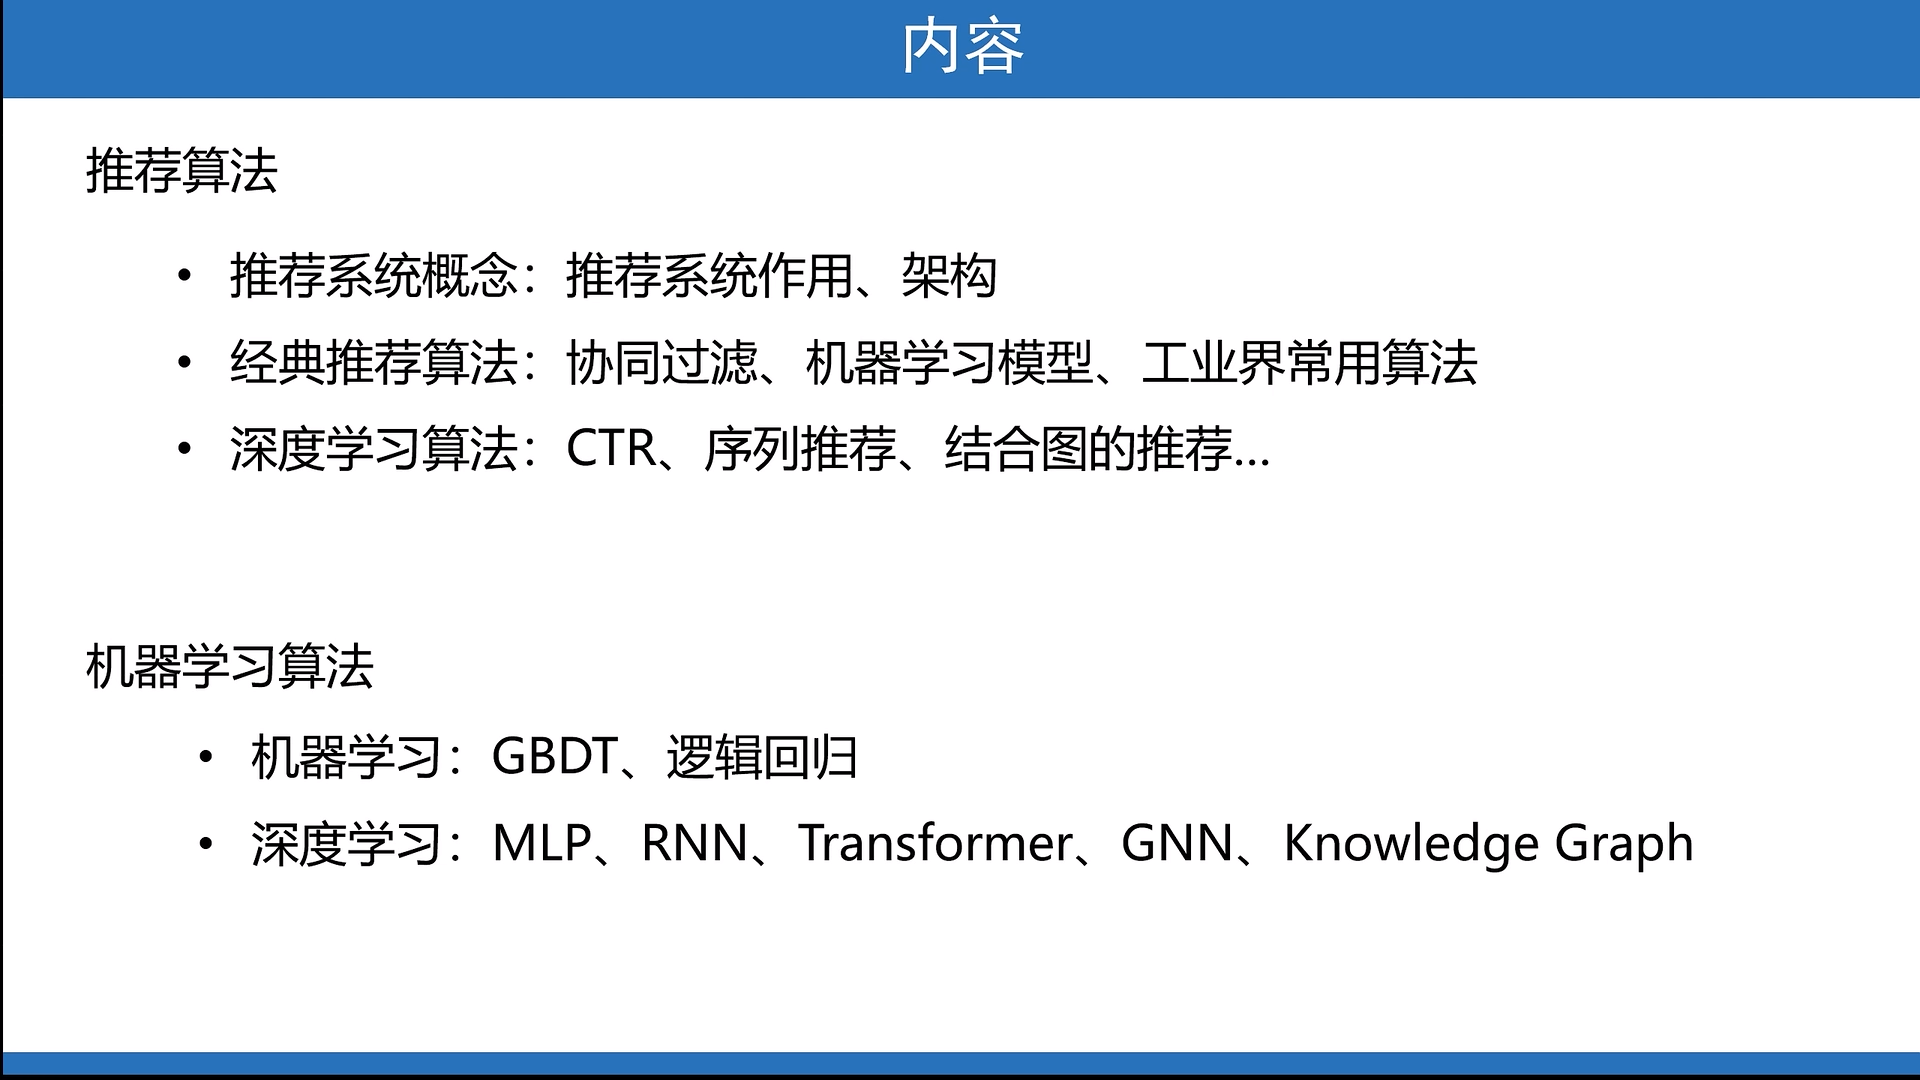 内容
推荐算法
• 推荐系统概念：推荐系统作用、架构
• 经典推荐算法：协同过滤、机器学习模型、工业界常用算法
• 深度学习算法：CTR、序列推荐、结合图的推荐...
机器学习算法
• 机器学习：GBDT、逻辑回归
• 深度学习：MLP、RNN、Transformer、GNN、Knowledge Graph